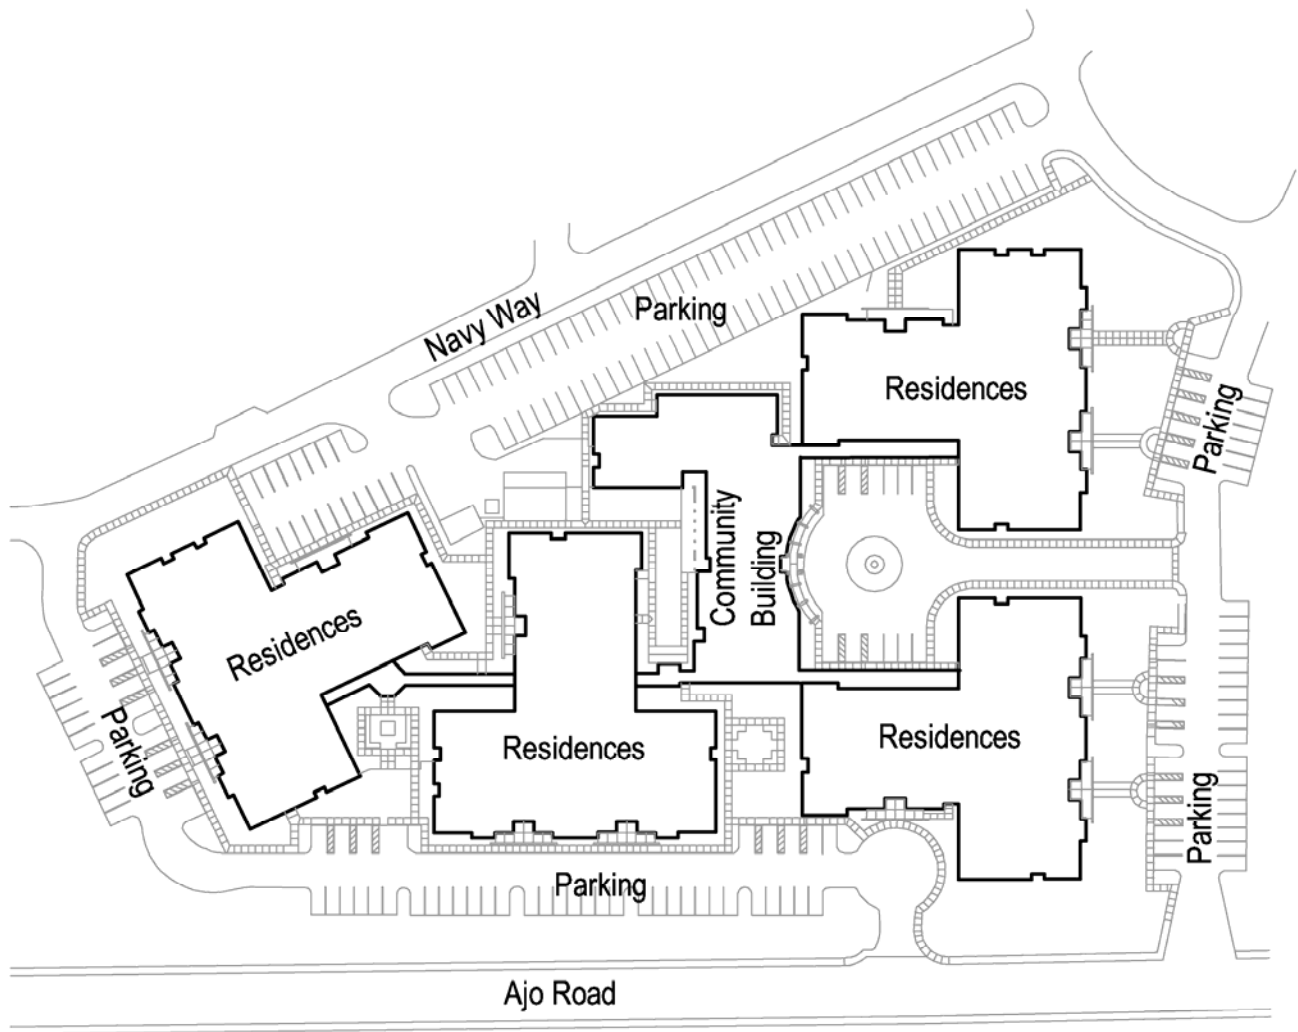 Navy Way
Parking
Residences
Parking
Community
Building
Residences
Parking
Residences
Residences
Parking
Parking
Ajo Road